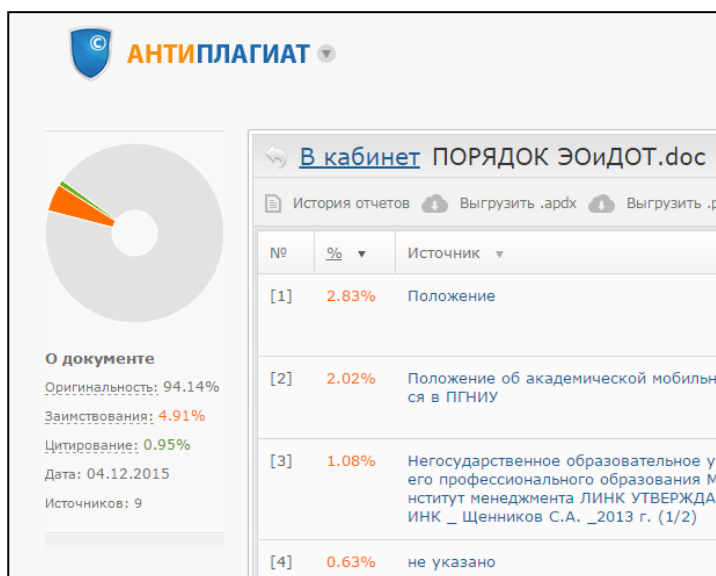 АНТИПЛАГИАТ
В кабинет ПОРЯДОК ЭОиДОТ.doc
История отчетов Выгрузить .apdx Выгрузить
№ % Источник
[1] 2.83% Положение
[2] 2.02% Положение об академической
ся в ПГНИУ
[3] 1.08% Негосударственное образовательное
его профессионального образования
нститут менеджмента ЛИНК
ИНК _ Щенников С.А. _2013 г. (1/2)
[4] 0.63% не указано
О документе
Оригинальность: 94.14%
Заимствования: 4.91%
Цитирование: 0.95%
Дата: 04.12.2015
Источников: 9